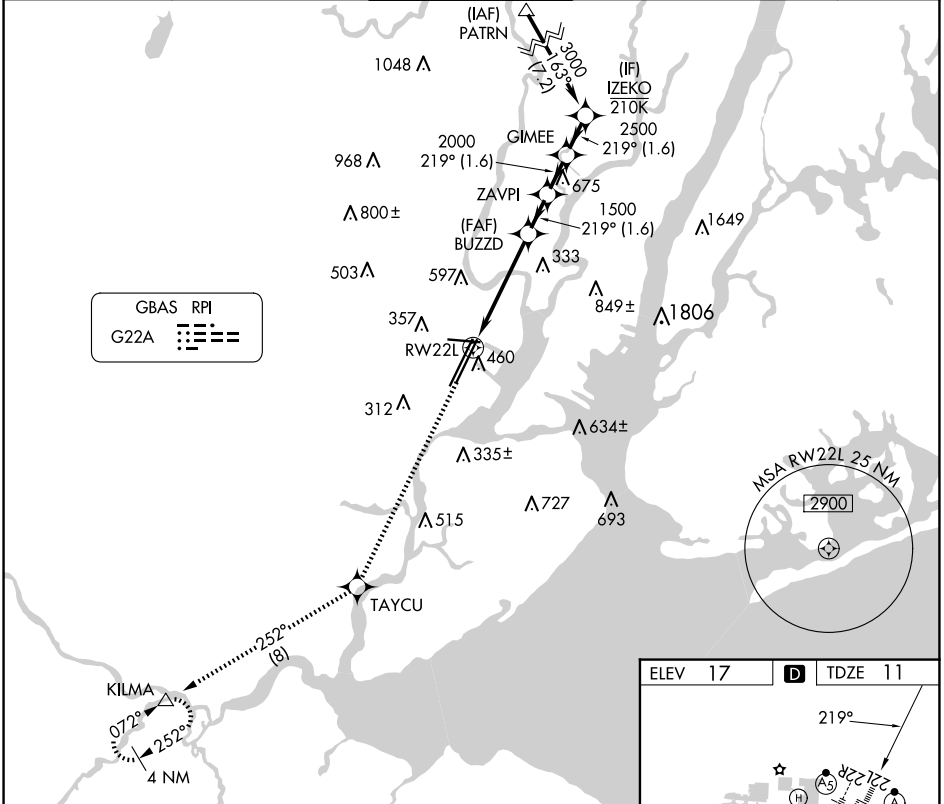 (IAF)
PATRN
3000
163°
(7.2)
1048
(IF)
IZEKO
210K
GIMEE
2500
219° (1.6)
2000
219° (1.6)
968
675
ZAVPI
800±
1500
219° (1.6)
1649
(FAF)
BUZZD
333
503
597
849±
1806
GBAS RPI
G22A
357
RW22L
460
312
634±
335±
MSA RW22L 25 NM
2900
727
693
515
TAYCU
252°
(8)
KILMA
072°
252°
4 NM
ELEV 17
D
TDZE 11
219°
22R
22L
A5
H
A